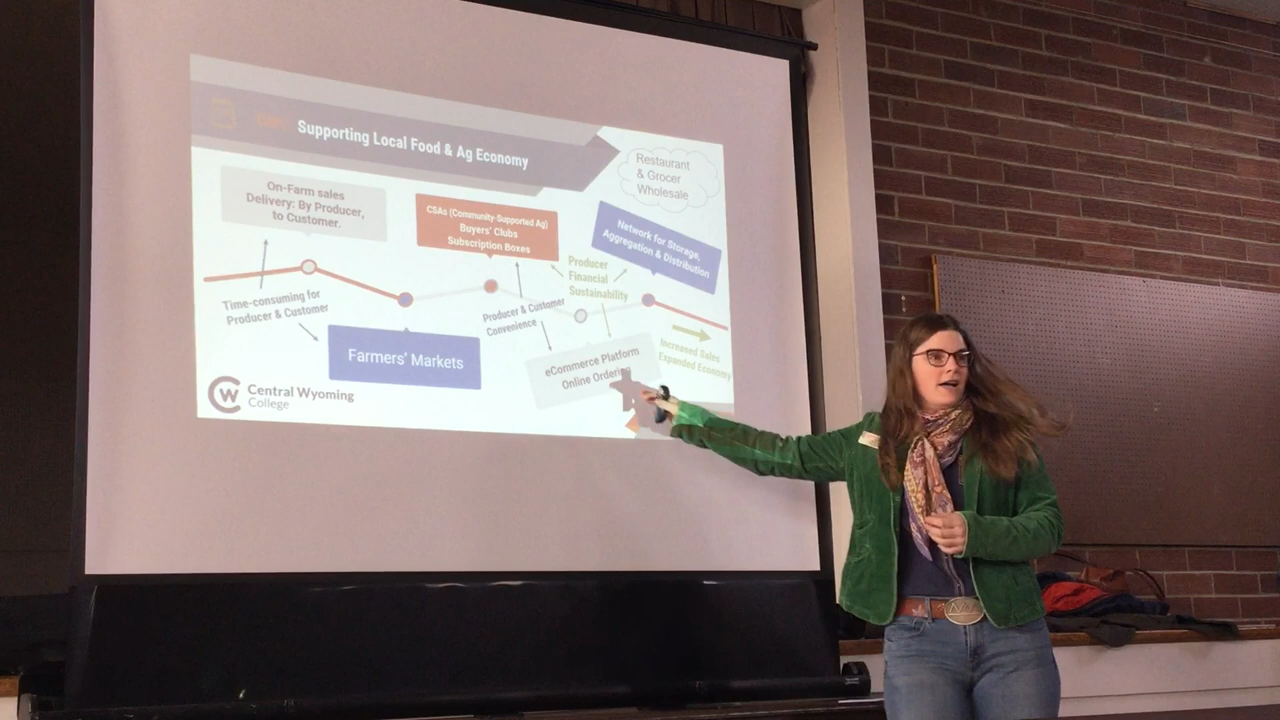 Supporting Local Food & Ag Economy
Restaurant
& Grocer
Wholesale
On-Farm sales
Delivery: By Producer,
to Customer.
CSAs (Community-Supported Ag)
Buyers' Clubs
Subscription Boxes
Network for Storage,
Aggregation & Distribution
Producer
Financial
Sustainability
Time-consuming for
Producer & Customer
Producer & Customer
Convenience
Farmers' Markets
eCommerce Platform
Online Ordering
Increased Sales
Expanded Economy
CW
Central Wyoming
College